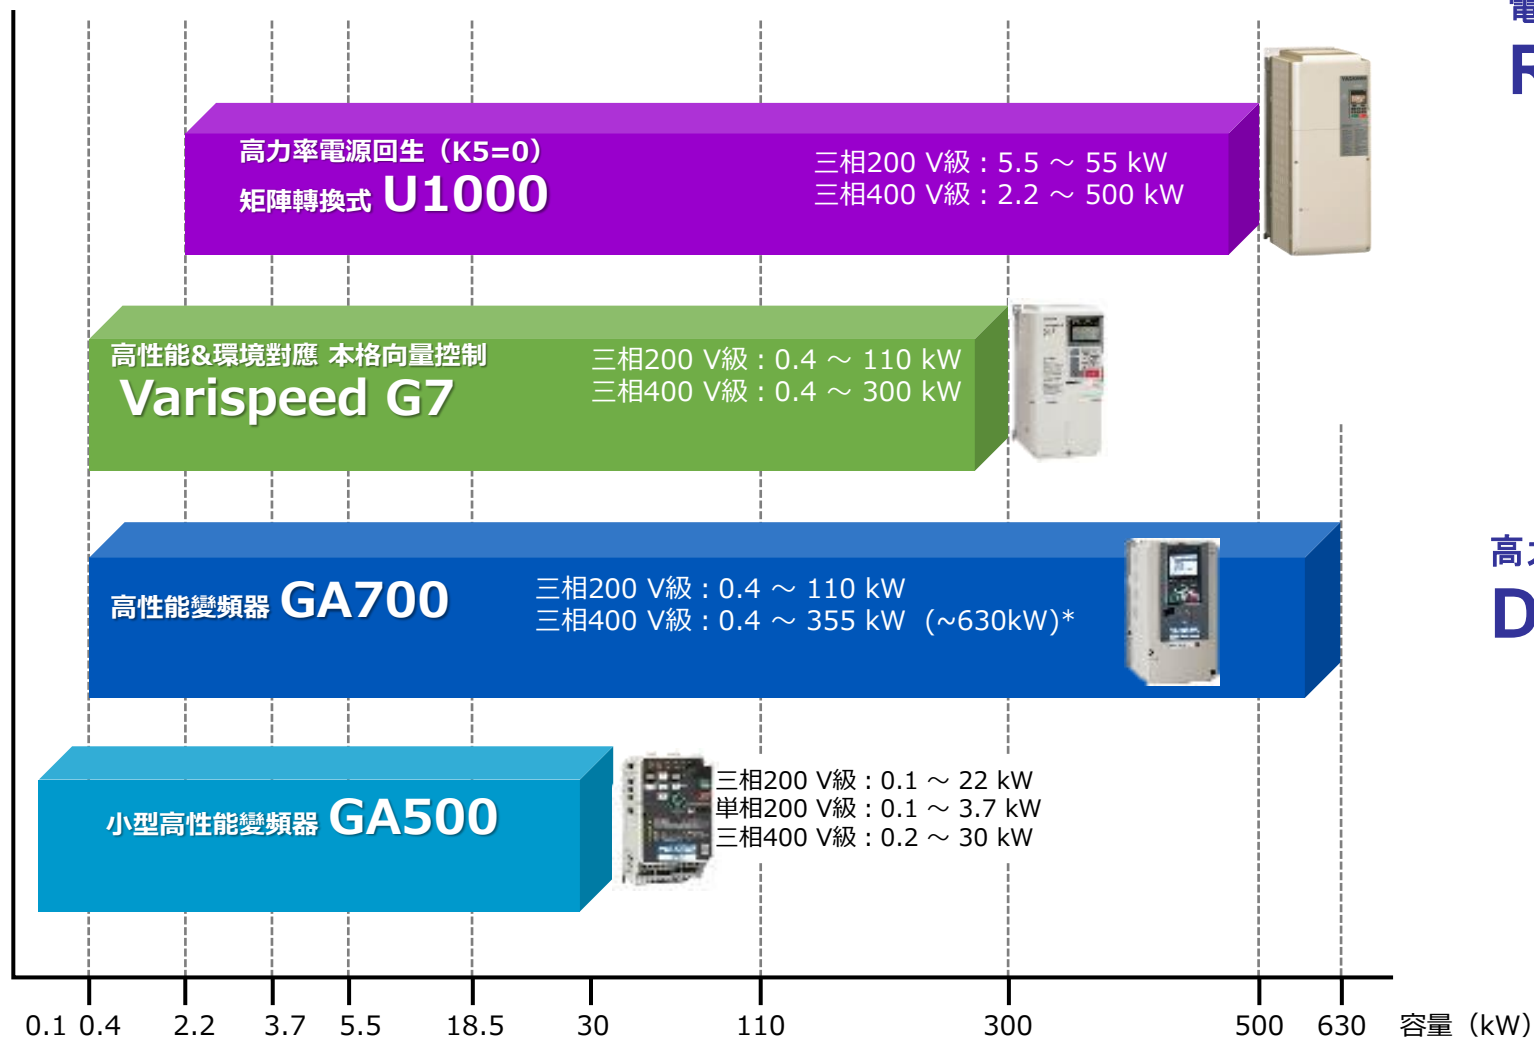 電
R
高力率電源回生（K5=0）
矩陣轉換式 U1000
三相200 V級：5.5 ～ 55 kW
三相400 V級：2.2 ～ 500 kW
高性能&環境對應 本格向量控制
Varispeed G7
三相200 V級：0.4 ～ 110 kW
三相400 V級：0.4 ～ 300 kW
高性能變頻器 GA700
三相200 V級：0.4 ～ 110 kW
三相400 V級：0.4 ～ 355 kW (~630kW)*
高
D
小型高性能變頻器 GA500
三相200 V級：0.1 ～ 22 kW
単相200 V級：0.1 ～ 3.7 kW
三相400 V級：0.2 ～ 30 kW
0.1 0.4 2.2 3.7 5.5 18.5 30 110 300 500 630 容量（kW）